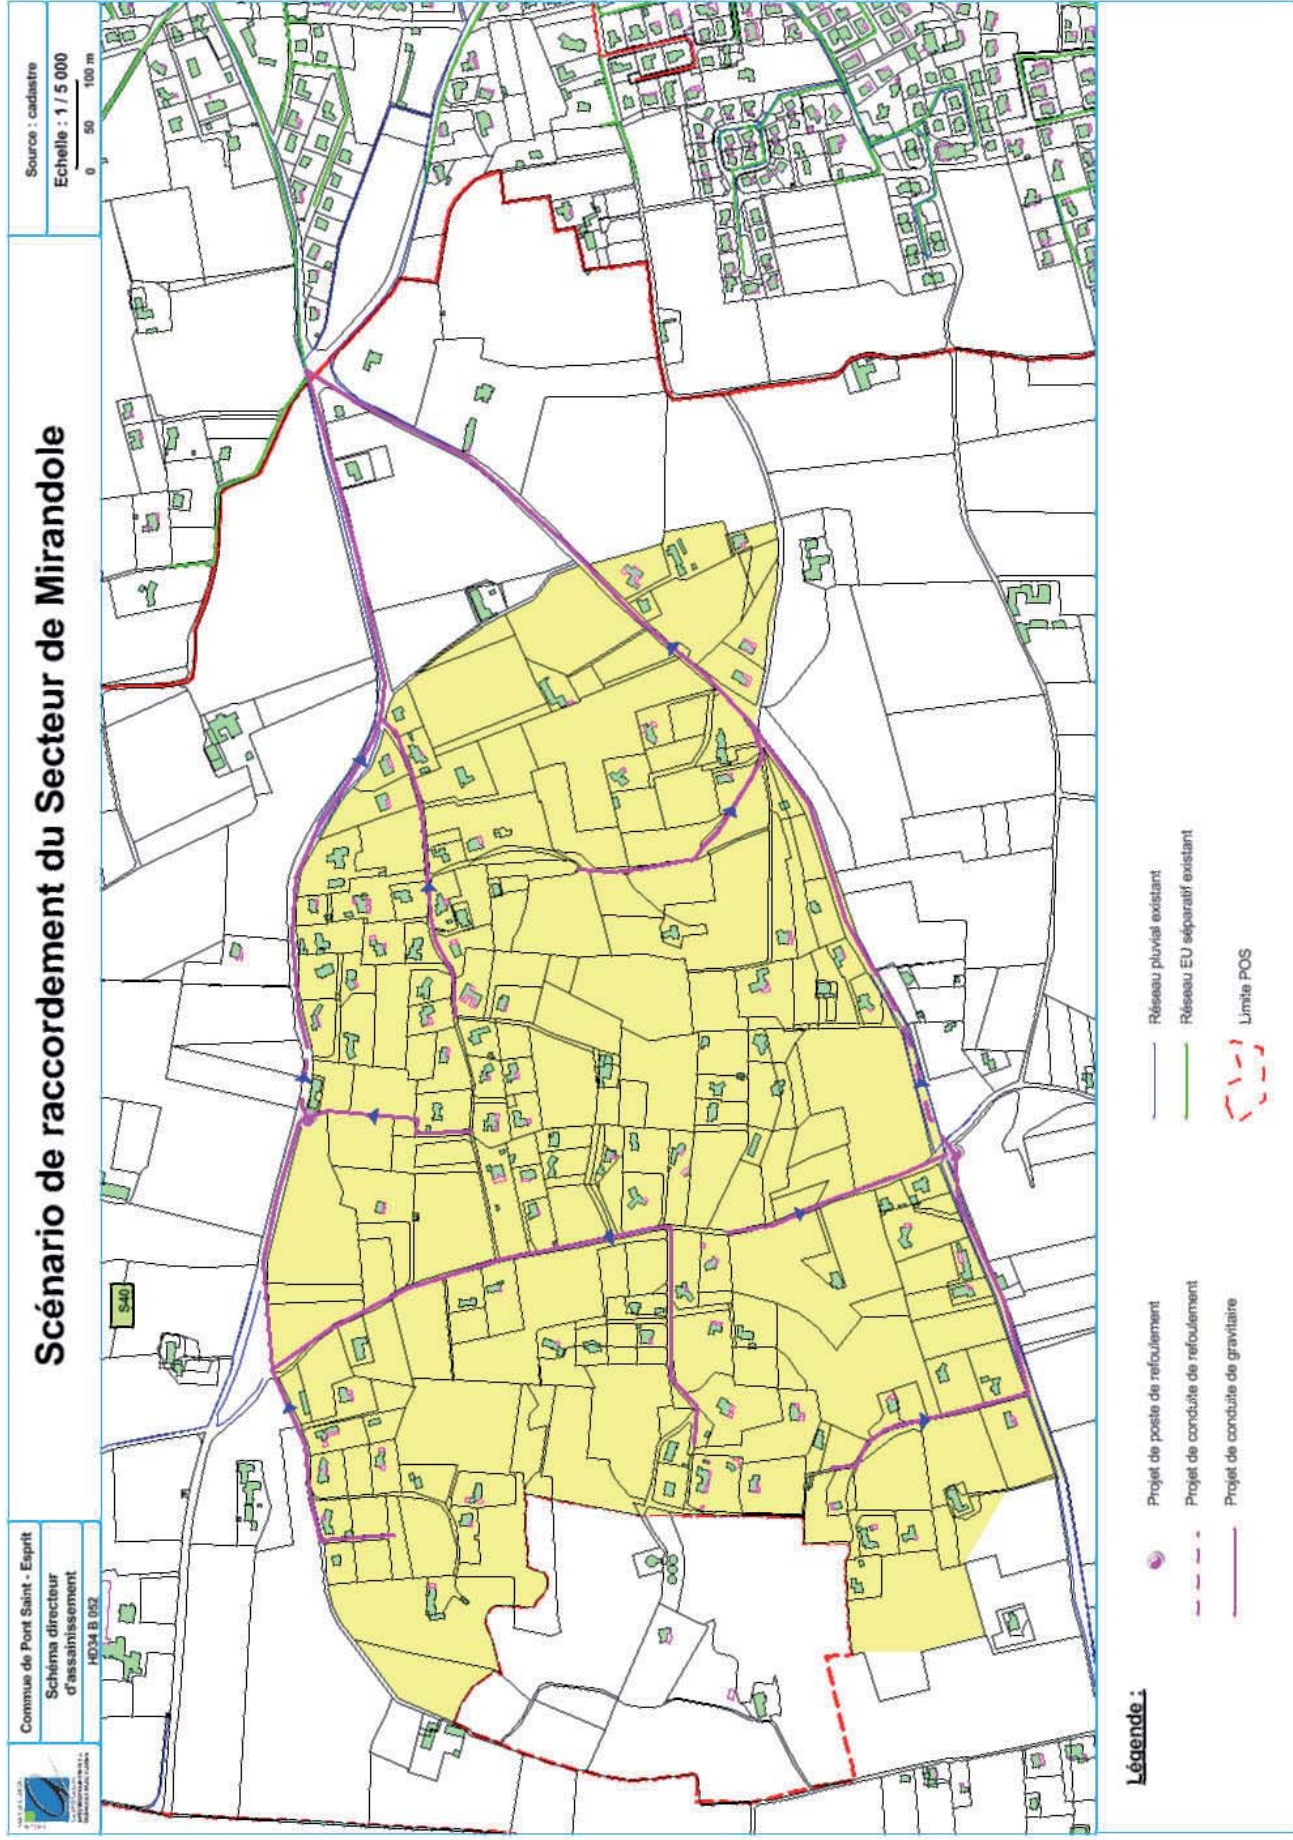 Commue de Pont Saint - Esprit
Schéma directeur
d'assainissement
HD34 B 052
Scénario de raccordement du Secteur de Mirandole
Source : cadastre
Echelle : 1 / 5 000
0 50 100 m
S40
Légende :
Projet de poste de refoulement
Projet de conduite de refoulement
Projet de conduite de gravitaire
Réseau pluvial existant
Réseau EU séparatif existant
Limite POS